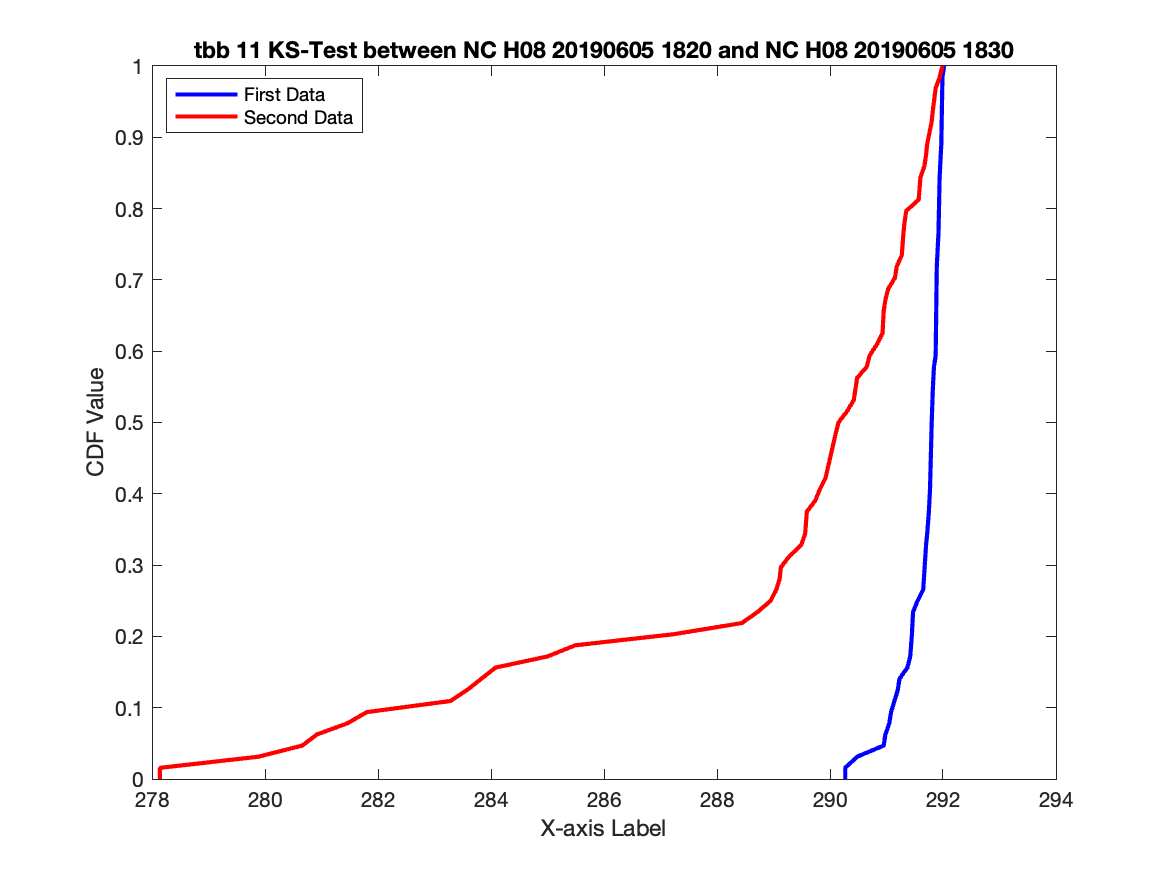 tbb 11 KS-Test between NC H08 20190605 1820 and NC H08 20190605 1830
First Data
Second Data
1
0.9
0.8
0.7
0.6
0.5
0.4
0.3
0.2
0.1
0
CDF Value
278 280 282 284 286 288 290 292 294
X-axis Label